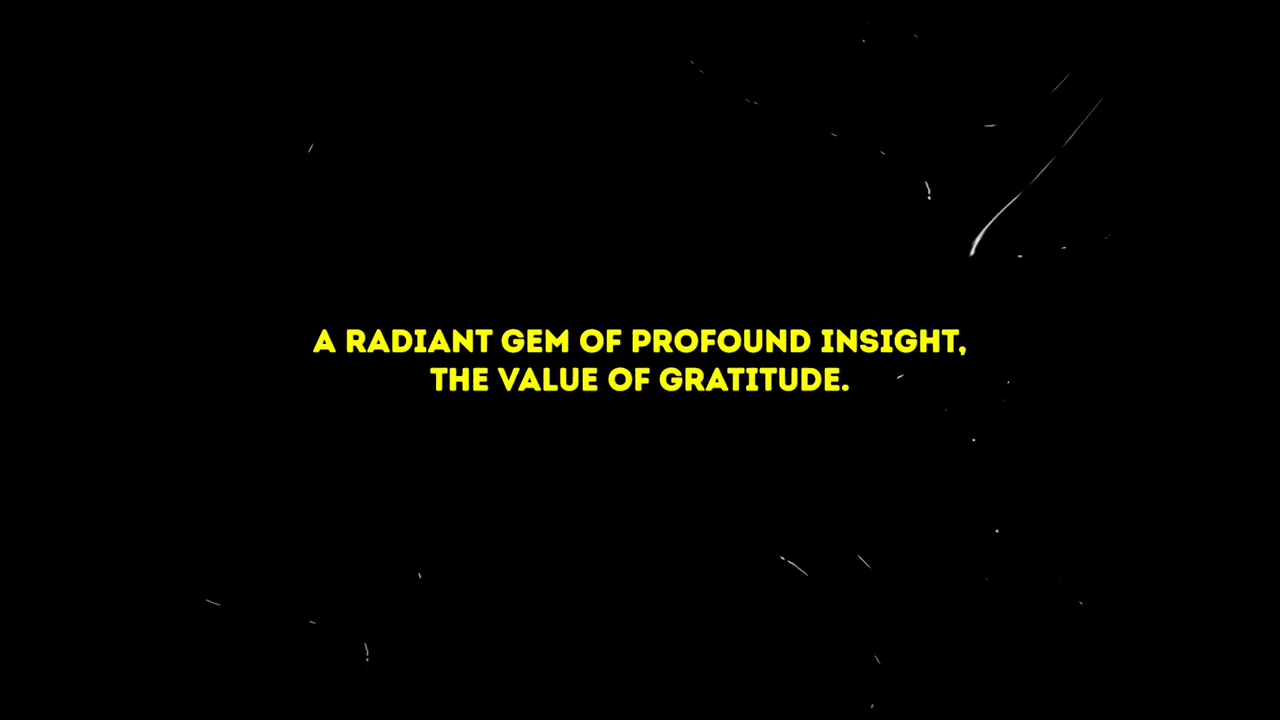 A RADIANT GEM OF PROFOUND INSIGHT,
THE VALUE OF GRATITUDE.